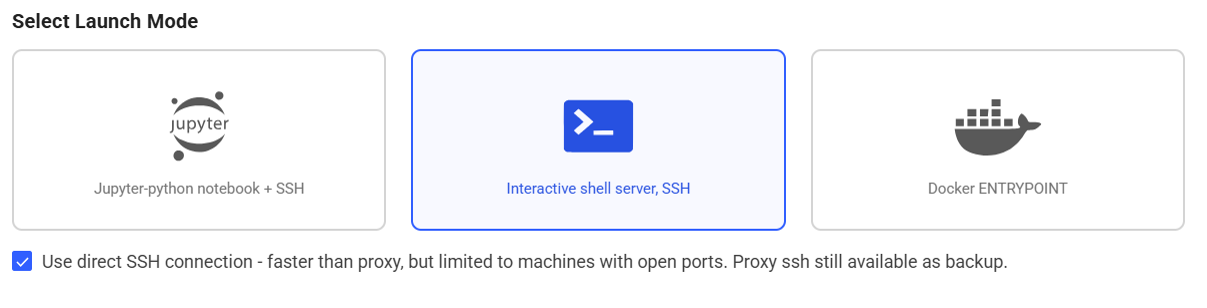 Select Launch Mode
jupyter
>_
Jupyter-python notebook + SSH
Interactive shell server, SSH
Docker ENTRYPOINT
Use direct SSH connection - faster than proxy, but limited to machines with open ports. Proxy ssh still available as backup.